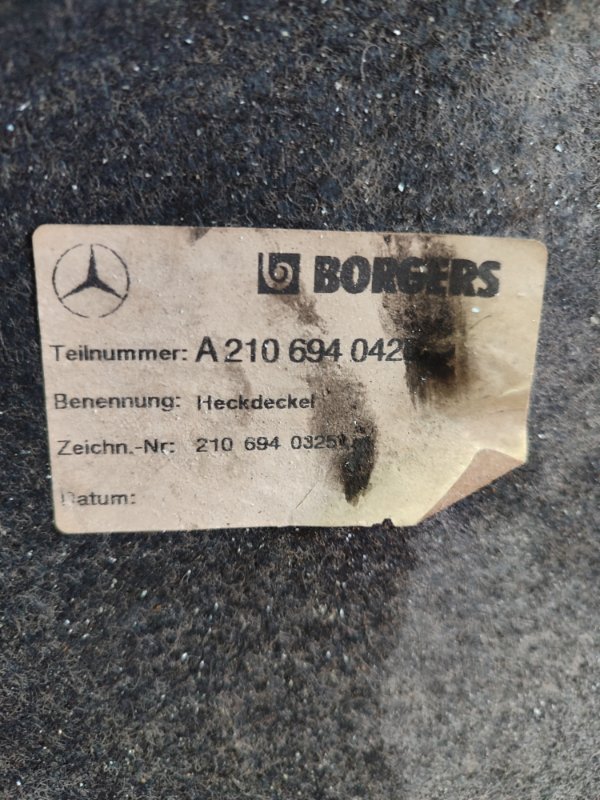 BORGERS
Teilnummer: A 210 694 042
Benennung: Heckdeckel
Zeichn.-Nr: 210 694 0325
Datum: